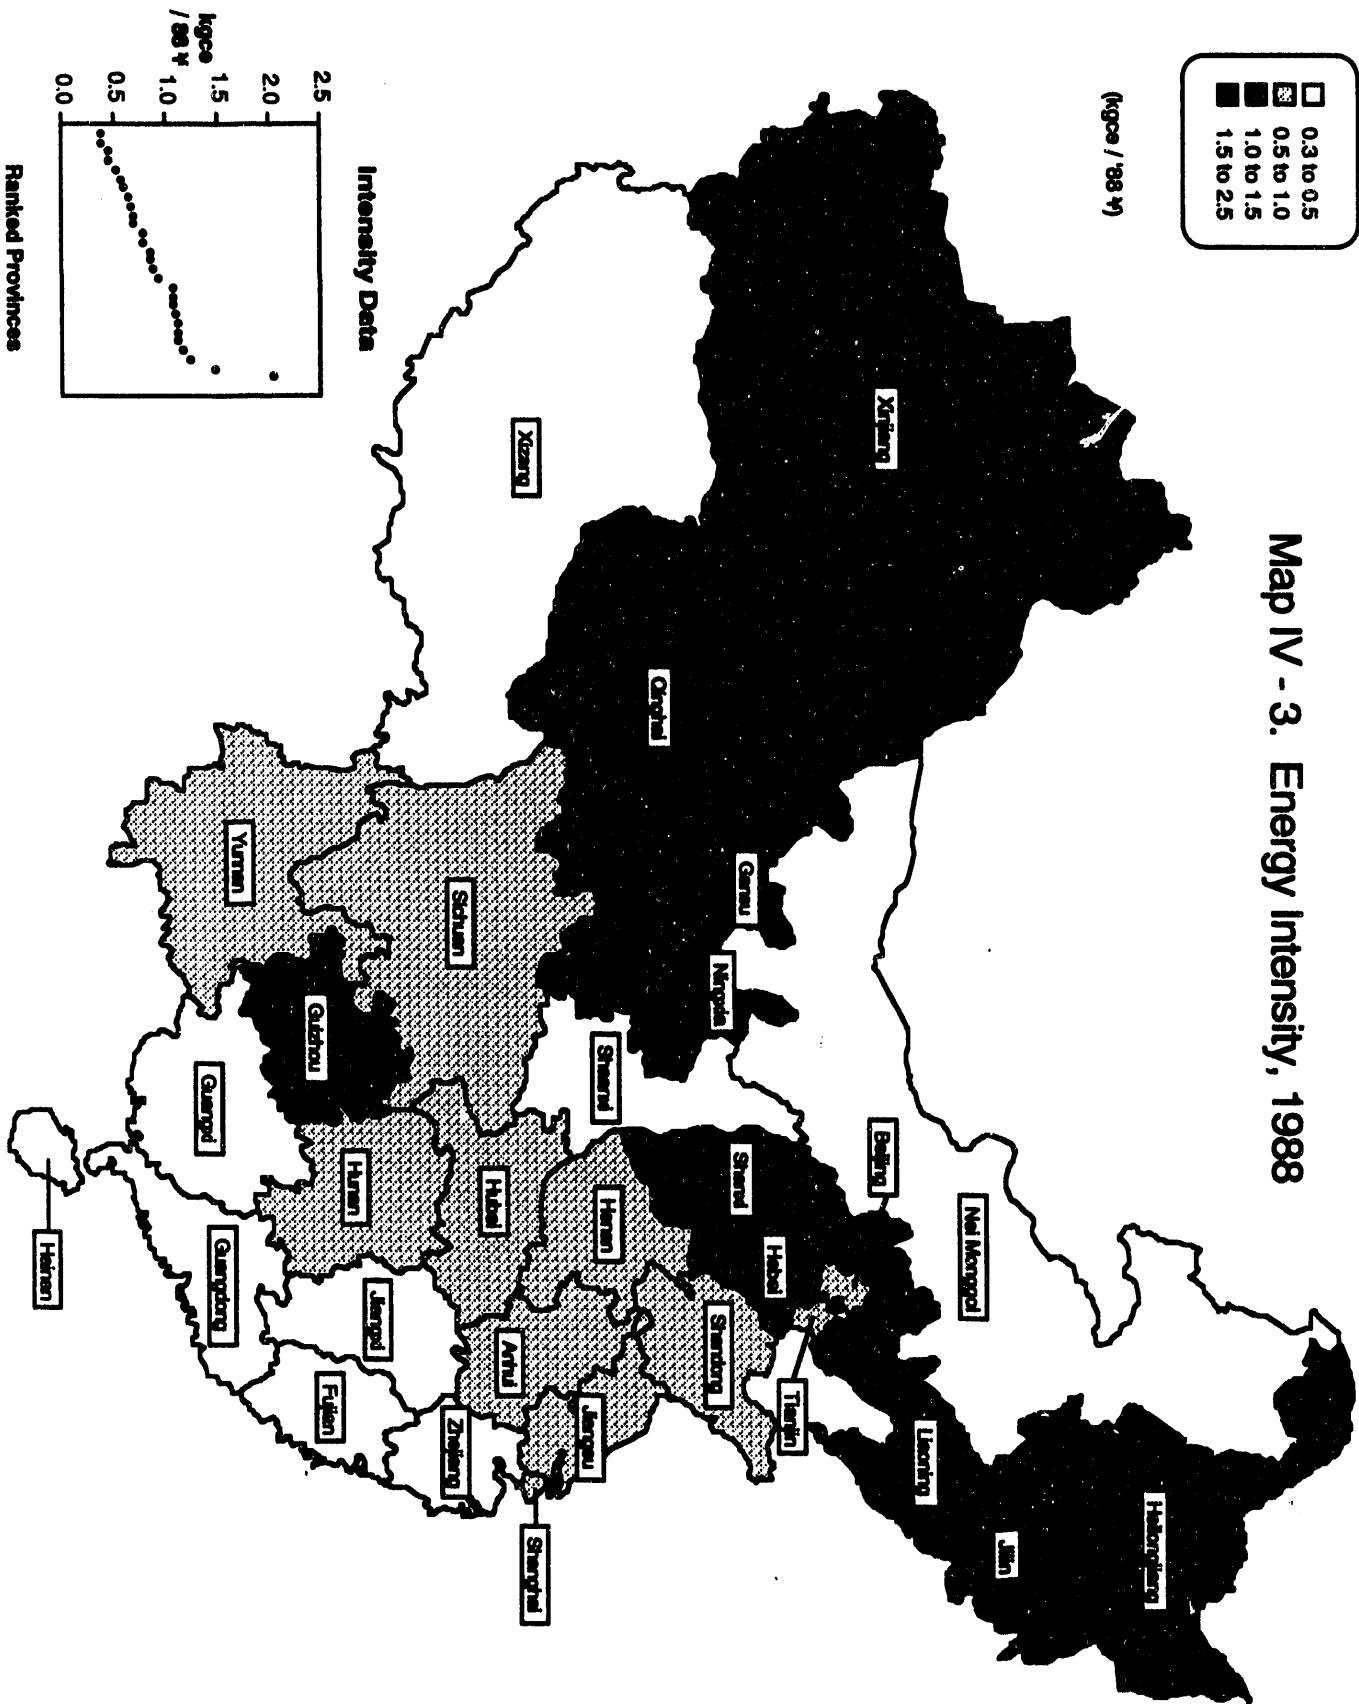 Map IV - 3. Energy Intensity, 1988
0.3 to 0.5
0.5 to 1.0
1.0 to 1.5
1.5 to 2.5
(kgce / '88 ¥)
Heilongjiang
Jilin
Liaoning
Nei Monggol
Beijing
Tianjin
Hebei
Shanxi
Shandong
Xinjiang
Gansu
Ningxia
Qinghai
Shaanxi
Henan
Jiangsu
Shanghai
Anhui
Hubei
Xizang
Sichuan
Zhejiang
Hunan
Jiangxi
Fujian
Guizhou
Yunnan
Guangxi
Guangdong
Hainan
Intensity Data
2.5
2.0
1.5
1.0
0.5
0.0
kgce
/ 88 ¥
Ranked Provinces